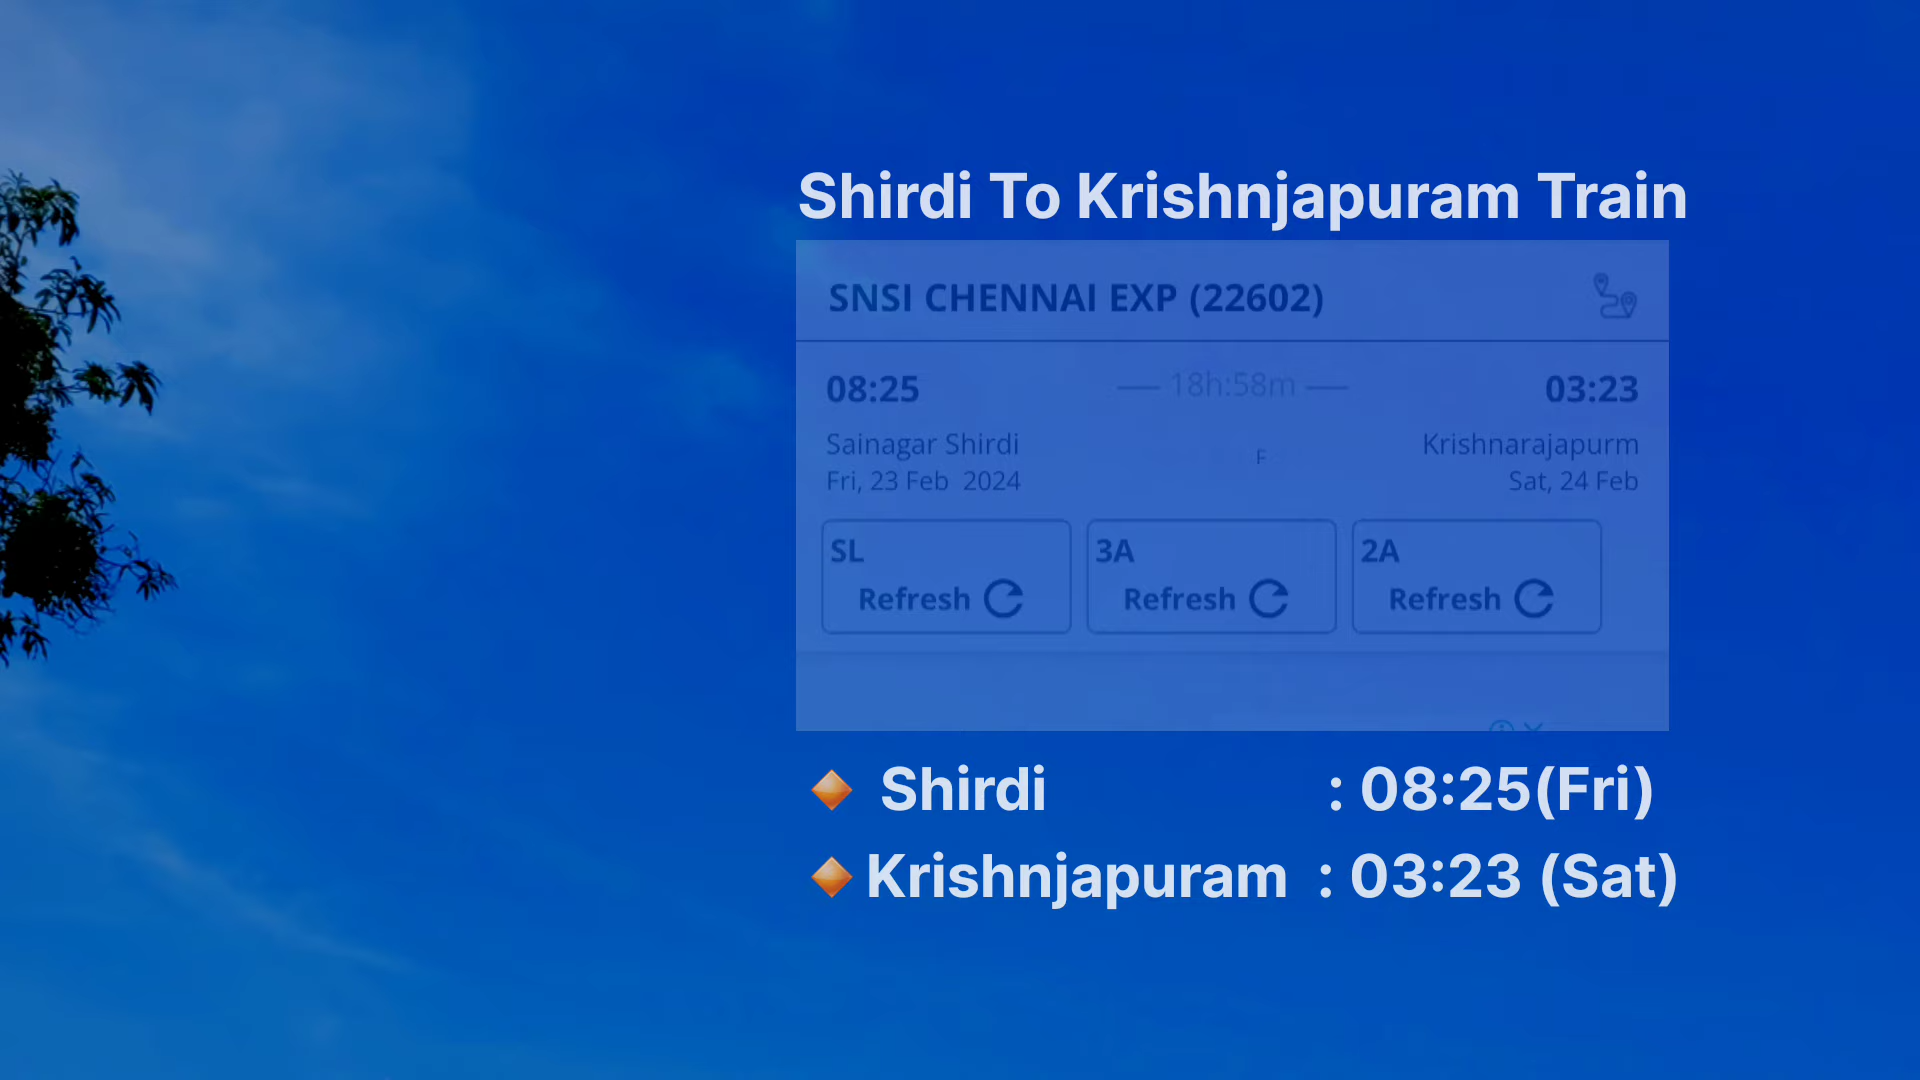 Shirdi To Krishnjapuram Train
SNSI CHENNAI EXP (22602)
08:25 18h:58m 03:23
Sainagar Shirdi F Krishnarajapurm
Fri, 23 Feb 2024 Sat, 24 Feb
SL 3A 2A
Refresh Refresh Refresh
Shirdi : 08:25(Fri)
Krishnjapuram : 03:23 (Sat)